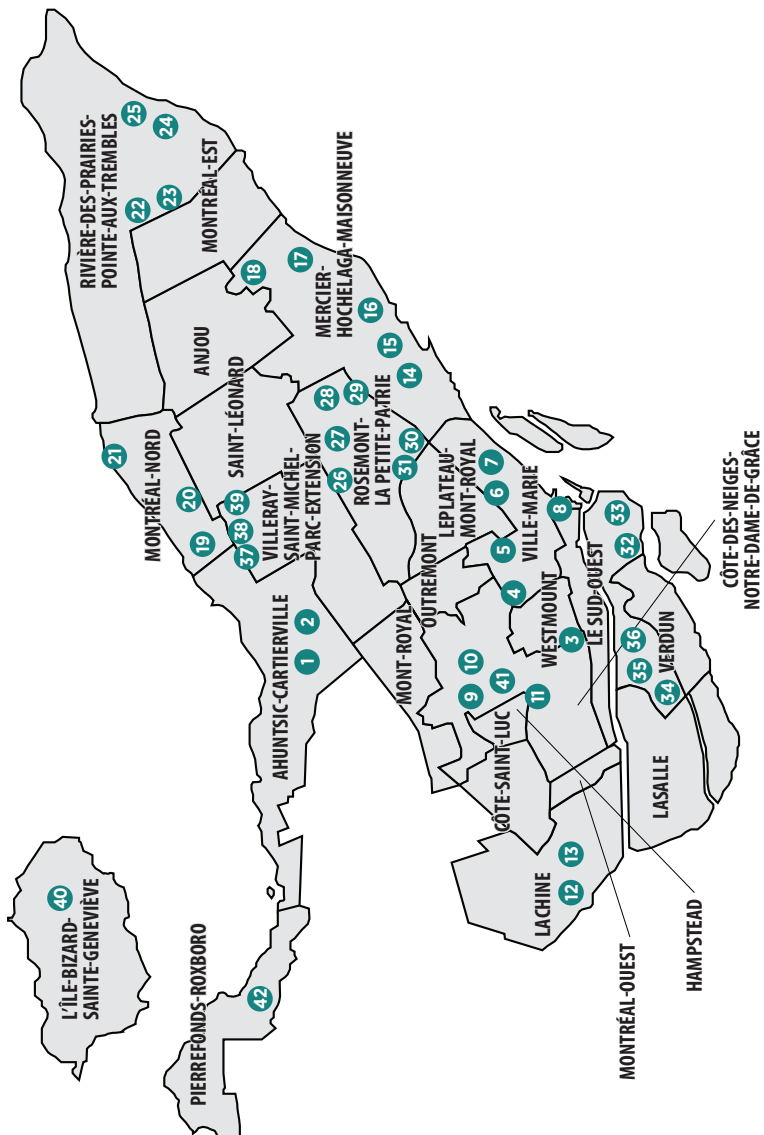 RIVIÈRE-DES-PRAIRIES-
POINTE-AUX-TREMBLES
25
24
22
23
MONTRÉAL-EST
18
17
MERCIER-
HOCHELAGA-MAISONNEUVE
16
15
14
ANJOU
SAINT-LÉONARD
21
MONTRÉAL-NORD
20
19
39
38
37
VILLERAY-
SAINT-MICHEL-
PARC-EXTENSION
28
29
27
26
ROSEMONT-
LA PETITE-PATRIE
30
31
LE PLATEAU-
MONT-ROYAL
7
6
VILLE-MARIE
8
5
4
OUTREMONT
MONT-ROYAL
AHUNTSIC-CARTIERVILLE
2
1
WESTMOUNT
3
LE SUD-OUEST
33
32
CÔTE-DES-NEIGES-
NOTRE-DAME-DE-GRÂCE
10
9
41
11
36
35
34
VERDUN
CÔTE-SAINT-LUC
LASALLE
LACHINE
13
12
HAMPSTEAD
MONTRÉAL-OUEST
L'ÎLE-BIZARD-
SAINTE-GENEVIÈVE
40
PIERREFONDS-ROXBORO
42